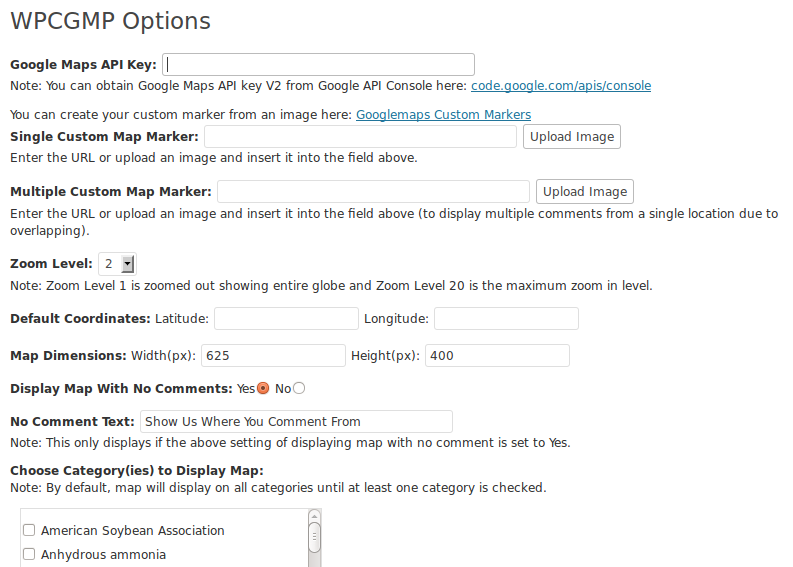 WPCGMP Options
Google Maps API Key:
Note: You can obtain Google Maps API key V2 from Google API Console here: code.google.com/apis/console
You can create your custom marker from an image here: Googlemaps Custom Markers
Single Custom Map Marker: Upload Image
Enter the URL or upload an image and insert it into the field above.
Multiple Custom Map Marker: Upload Image
Enter the URL or upload an image and insert it into the field above (to display multiple comments from a single location due to
overlapping).
Zoom Level: 2
Note: Zoom Level 1 is zoomed out showing entire globe and Zoom Level 20 is the maximum zoom in level.
Default Coordinates: Latitude: Longitude:
Map Dimensions: Width(px): 625 Height(px): 400
Display Map With No Comments: Yes No
No Comment Text: Show Us Where You Comment From
Note: This only displays if the above setting of displaying map with no comment is set to Yes.
Choose Category(ies) to Display Map:
Note: By default, map will display on all categories until at least one category is checked.
American Soybean Association
Anhydrous ammonia